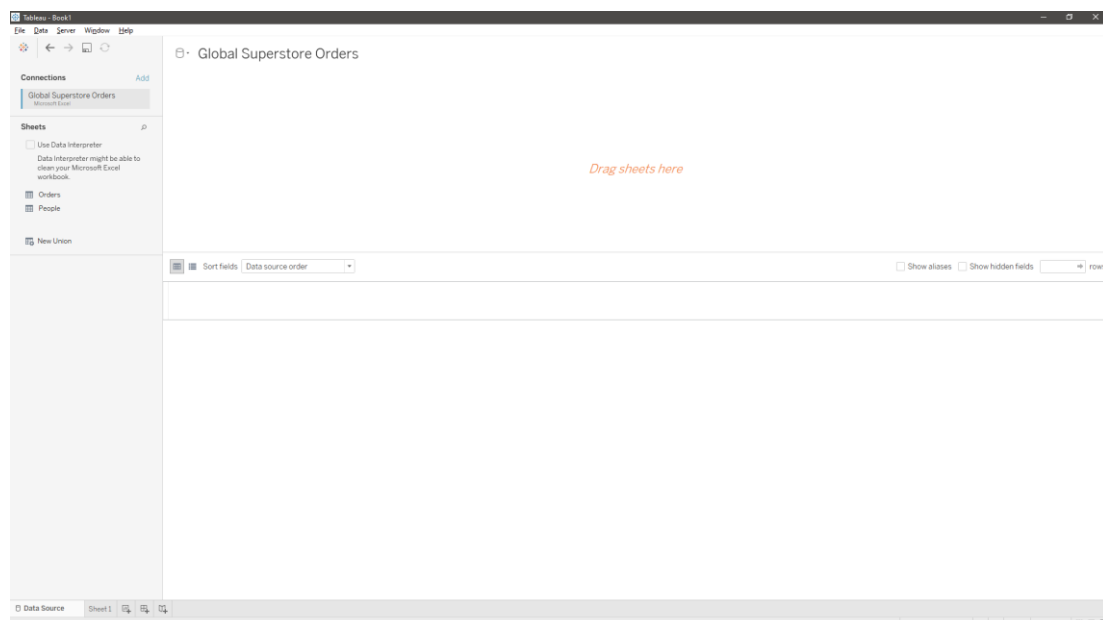 Tableau - Book1
File Data Server Window Help
Global Superstore Orders
Connections Add
Global Superstore Orders
Microsoft Excel
Sheets
Use Data Interpreter
Data Interpreter might be able to
clean your Microsoft Excel
workbook.
Drag sheets here
Orders
People
New Union
Sort fields Data source order Show aliases Show hidden fields rows
Data Source Sheet 1